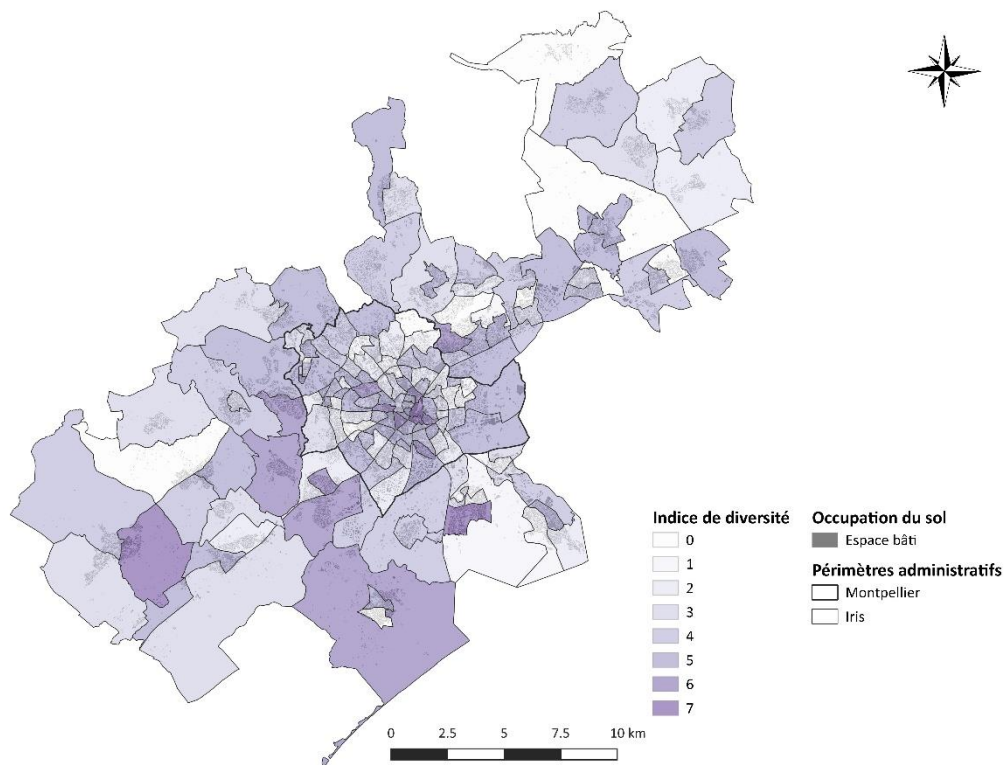 Indice de diversité
0
1
2
3
4
5
6
7
Occupation du sol
Espace bâti
Périmètres administratifs
Montpellier
Iris
0 2.5 5 7.5 10 km